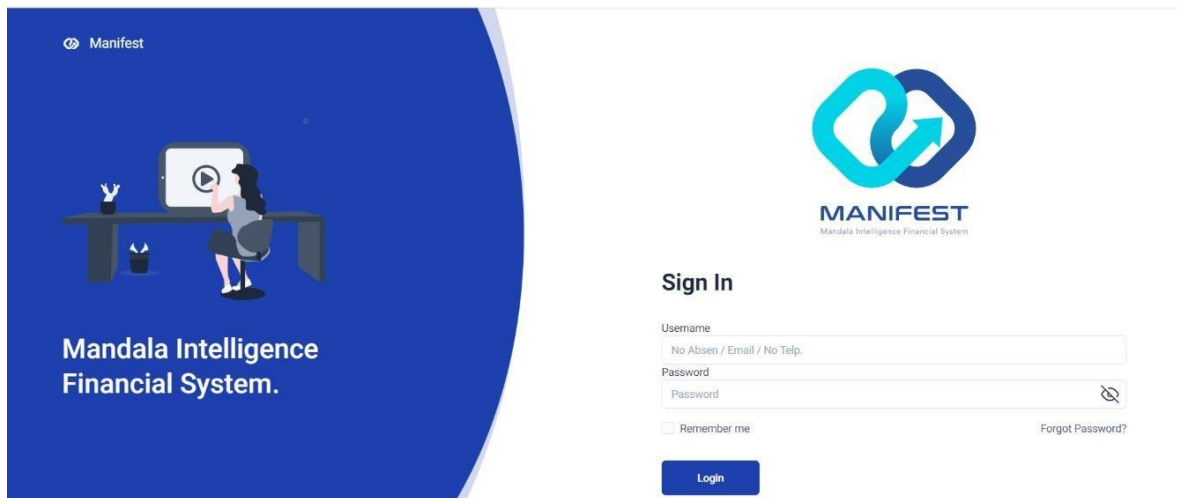 Manifest
Mandala Intelligence
Financial System.
MANIFEST
Mandala Intelligence Financial System
Sign In
Username
No Absen / Email / No Telp.
Password
Password
Remember me
Forgot Password?
Login